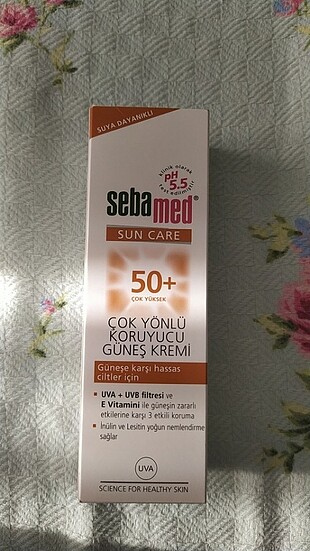 SUYA DAYANIKLI
klinik olarak
pH
5.5
test edilmiştir
sebamed®
SUN CARE
50+
ÇOK YÜKSEK
ÇOK YÖNLÜ
KORUYUCU
GÜNEŞ KREMİ
Güneşe karşı hassas
ciltler için
UVA + UVB filtresi ve
E Vitamini ile güneşin zararlı
etkilerine karşı 3 etkili koruma
İnülin ve Lesitin yoğun nemlendirme
sağlar
UVA
SCIENCE FOR HEALTHY SKIN